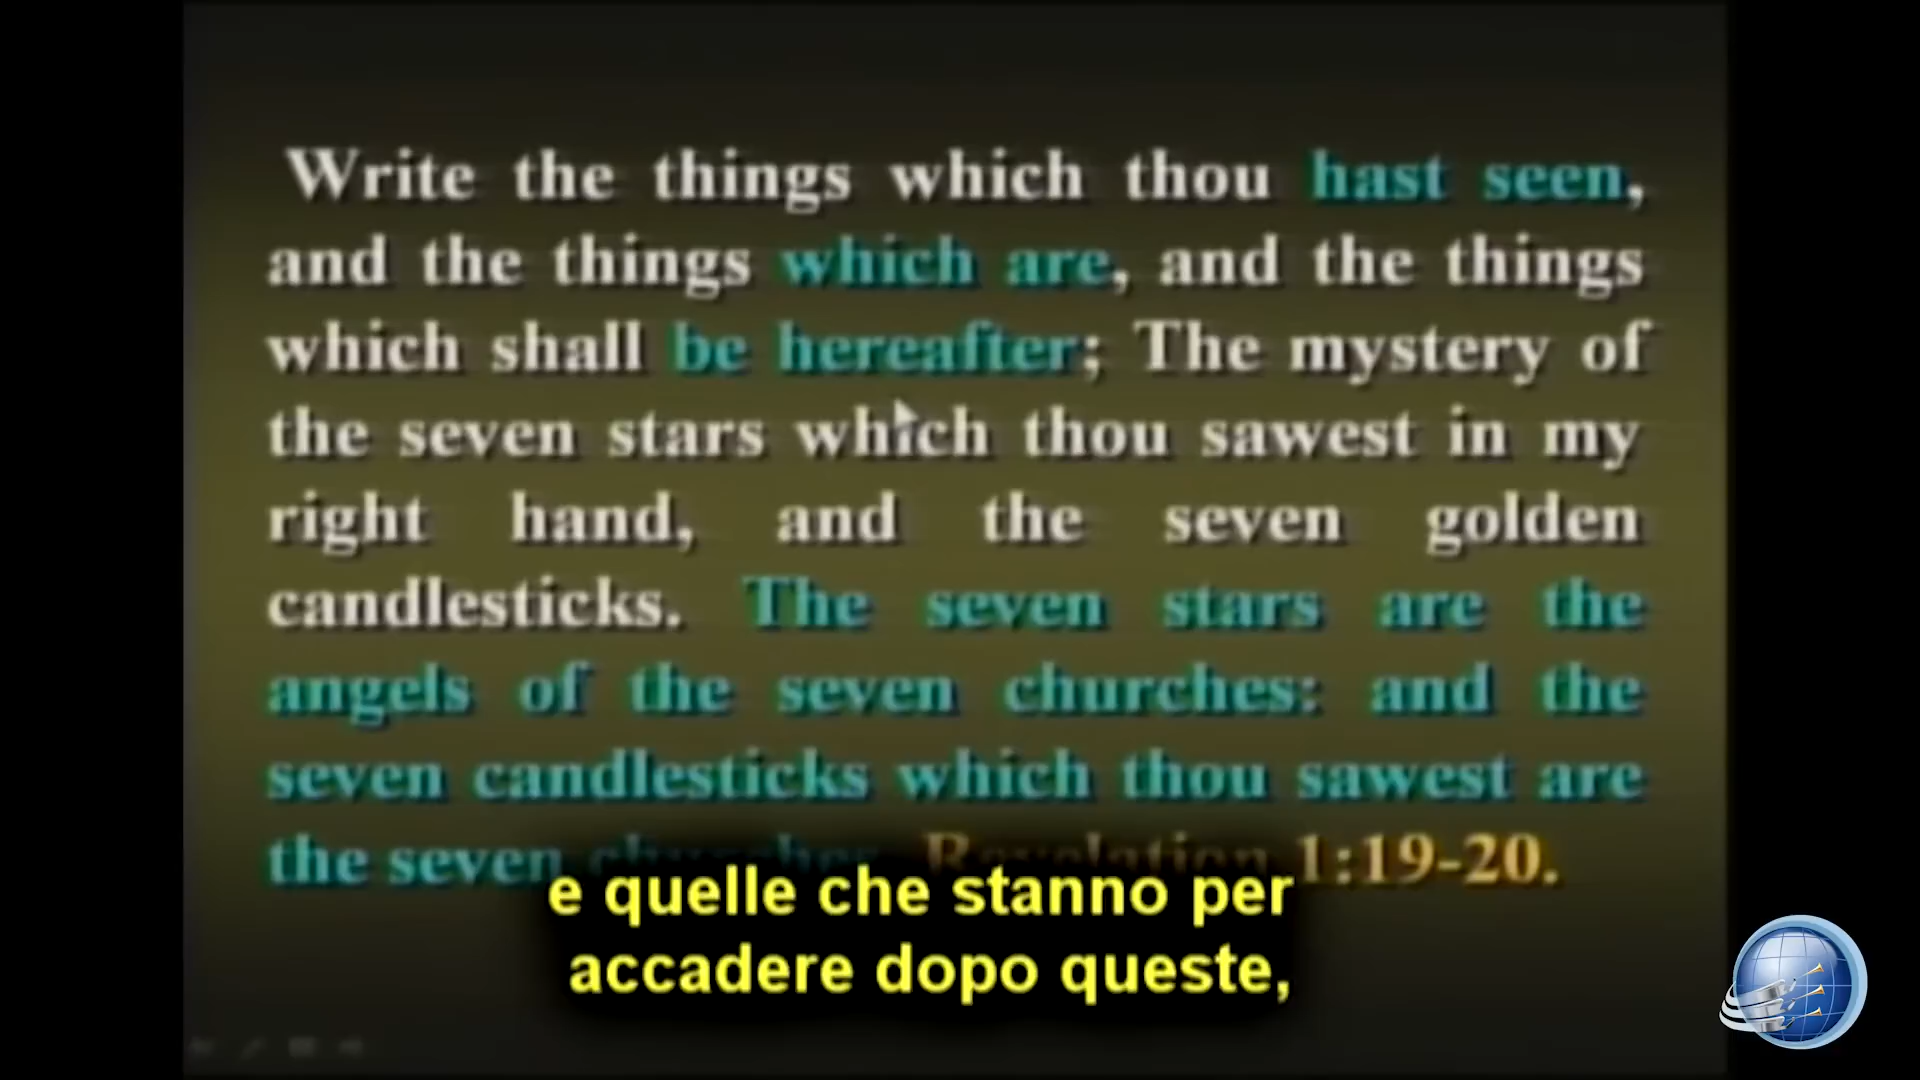 Write the things which thou hast seen,
and the things which are, and the things
which shall be hereafter; The mystery of
the seven stars which thou sawest in my
right hand, and the seven golden
candlesticks. The seven stars are the
angels of the seven churches: and the
seven candlesticks which thou sawest are
the seven churches. Revelation 1:19-20.
e quelle che stanno per
accadere dopo queste,